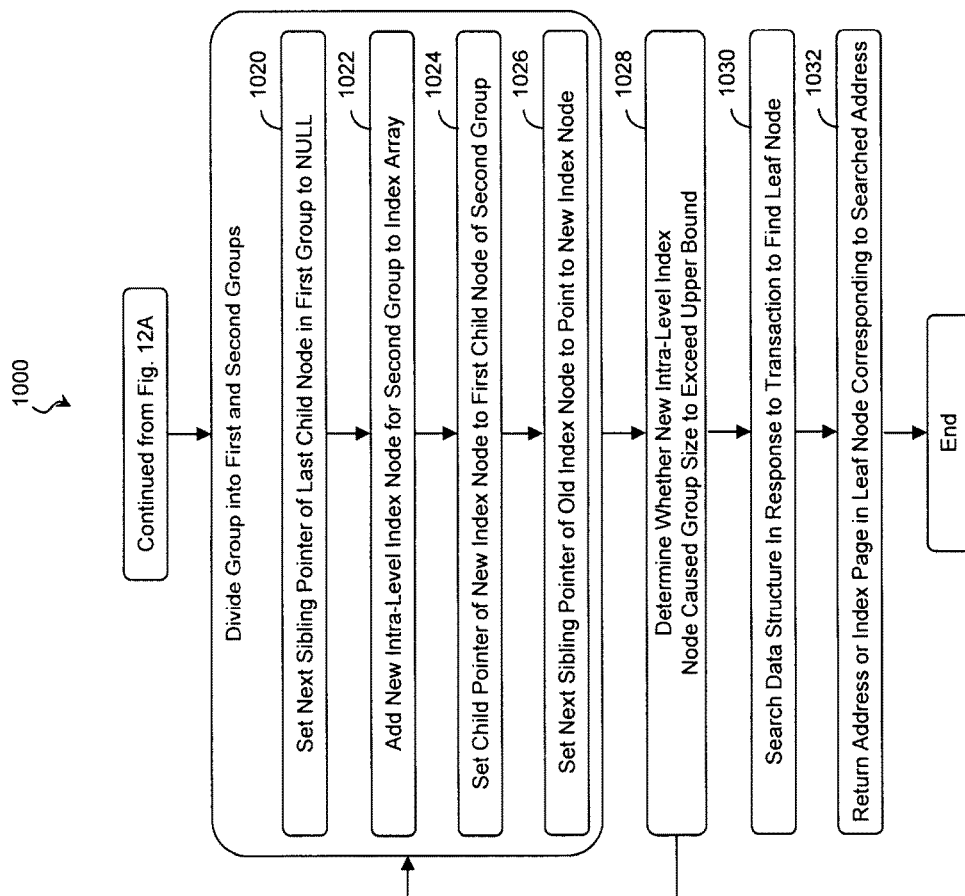 1000
Continued from Fig. 12A
Divide Group into First and Second Groups
1020
Set Next Sibling Pointer of Last Child Node in First Group to NULL
1022
Add New Intra-Level Index Node for Second Group to Index Array
1024
Set Child Pointer of New Index Node to First Child Node of Second Group
1026
Set Next Sibling Pointer of Old Index Node to Point to New Index Node
1028
Determine Whether New Intra-Level Index
Node Caused Group Size to Exceed Upper Bound
1030
Search Data Structure In Response to Transaction to Find Leaf Node
1032
Return Address or Index Page in Leaf Node Corresponding to Searched Address
End